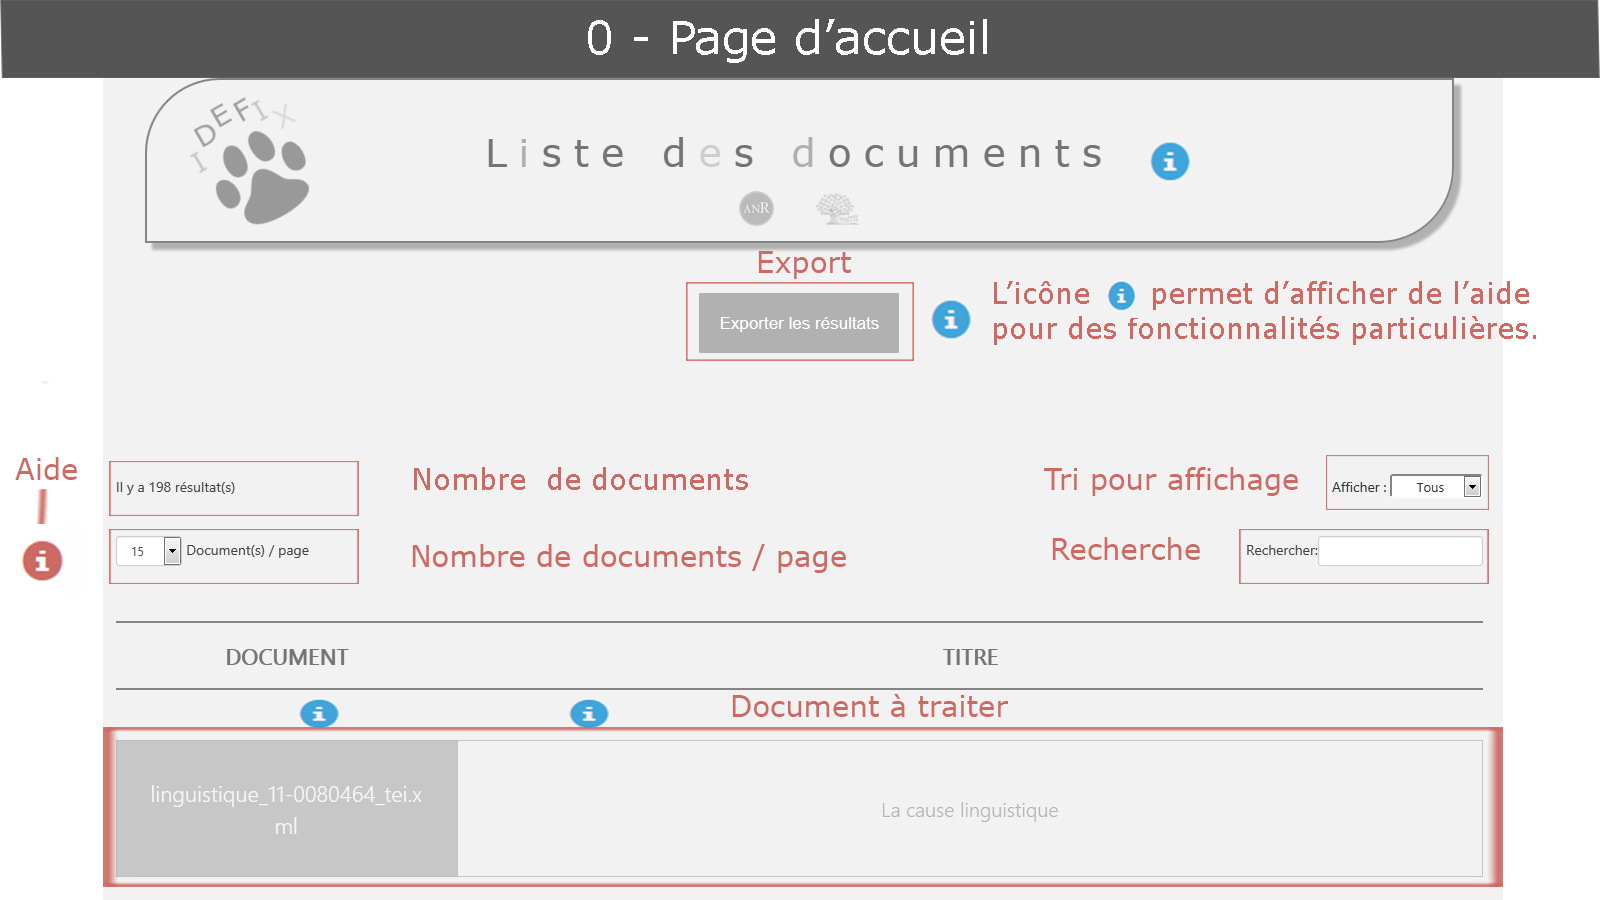 0 - Page d’accueil
IDEFIX
Liste des documents
ANR
Export
Exporter les résultats
L’icône permet d’afficher de l’aide
pour des fonctionnalités particulières.
Aide
Il y a 198 résultat(s)
Nombre de documents
Tri pour affichage
Afficher : Tous
15 Document(s) / page
Nombre de documents / page
Recherche
Rechercher:
DOCUMENT TITRE
Document à traiter
linguistique_11-0080464_tei.x
ml
La cause linguistique